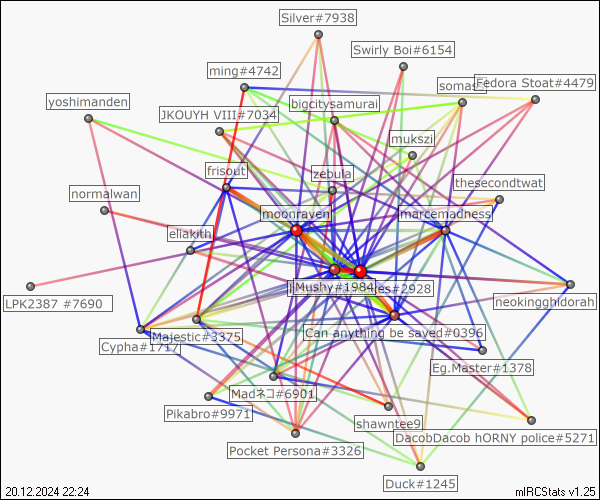 Silver#7938
Swirly Boi#6154
ming#4742
somas
Fedora Stoat#4479
yoshimanden
bigcitysamurai
JKOUYH VIII#7034
mukszi
frisout
zebula
thesecondtwat
normalwan
moonraven
marcemadness
eliakith
Mushy#1984
es#2928
LPK2387 #7690
neokingghidorah
Can anything be saved#0396
Majestic#3375
Cypha#1717
Eg.Master#1378
Madネコ#6901
Pikabro#9971
shawntee9
DacobDacob hORNY police#5271
Pocket Persona#3326
Duck#1245
20.12.2024 22:24
mIRCStats v1.25